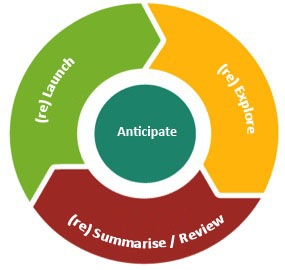 (re) Launch
(re) Explore
Anticipate
(re) Summarise / Review